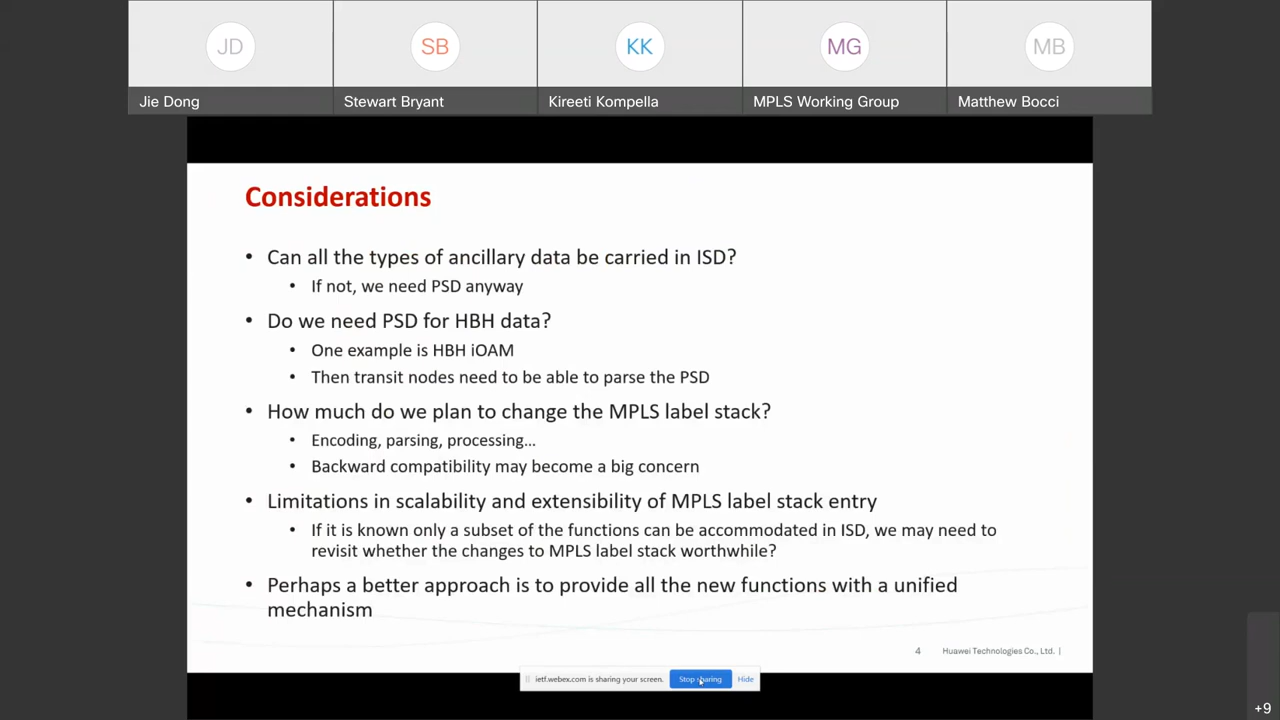 JD
SB
KK
MG
MB
Jie Dong
Stewart Bryant
Kireeti Kompella
MPLS Working Group
Matthew Bocci
Considerations
• Can all the types of ancillary data be carried in ISD?
• If not, we need PSD anyway
• Do we need PSD for HBH data?
• One example is HBH iOAM
• Then transit nodes need to be able to parse the PSD
• How much do we plan to change the MPLS label stack?
• Encoding, parsing, processing...
• Backward compatibility may become a big concern
• Limitations in scalability and extensibility of MPLS label stack entry
• If it is known only a subset of the functions can be accommodated in ISD, we may need to
revisit whether the changes to MPLS label stack worthwhile?
• Perhaps a better approach is to provide all the new functions with a unified
mechanism
4 Huawei Technologies Co., Ltd. |
ietf.webex.com is sharing your screen. Stop sharing Hide
+9